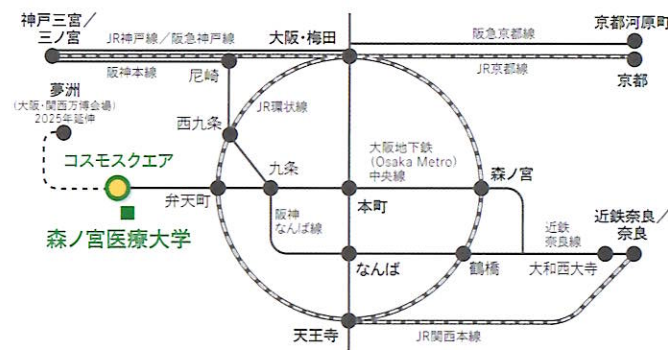 神戸三宮／
三ノ宮
JR神戸線／阪急神戸線
大阪・梅田
阪急京都線
京都河原町
阪神本線
尼崎
JR京都線
京都
夢洲
(大阪・関西万博会場)
2025年延伸
JR環状線
西九条
コスモスクエア
九条
大阪地下鉄
(Osaka Metro)
中央線
森ノ宮
弁天町
本町
阪神
なんば線
近鉄
奈良線
近鉄奈良／
奈良
森ノ宮医療大学
なんば
鶴橋
大和西大寺
天王寺
JR関西本線